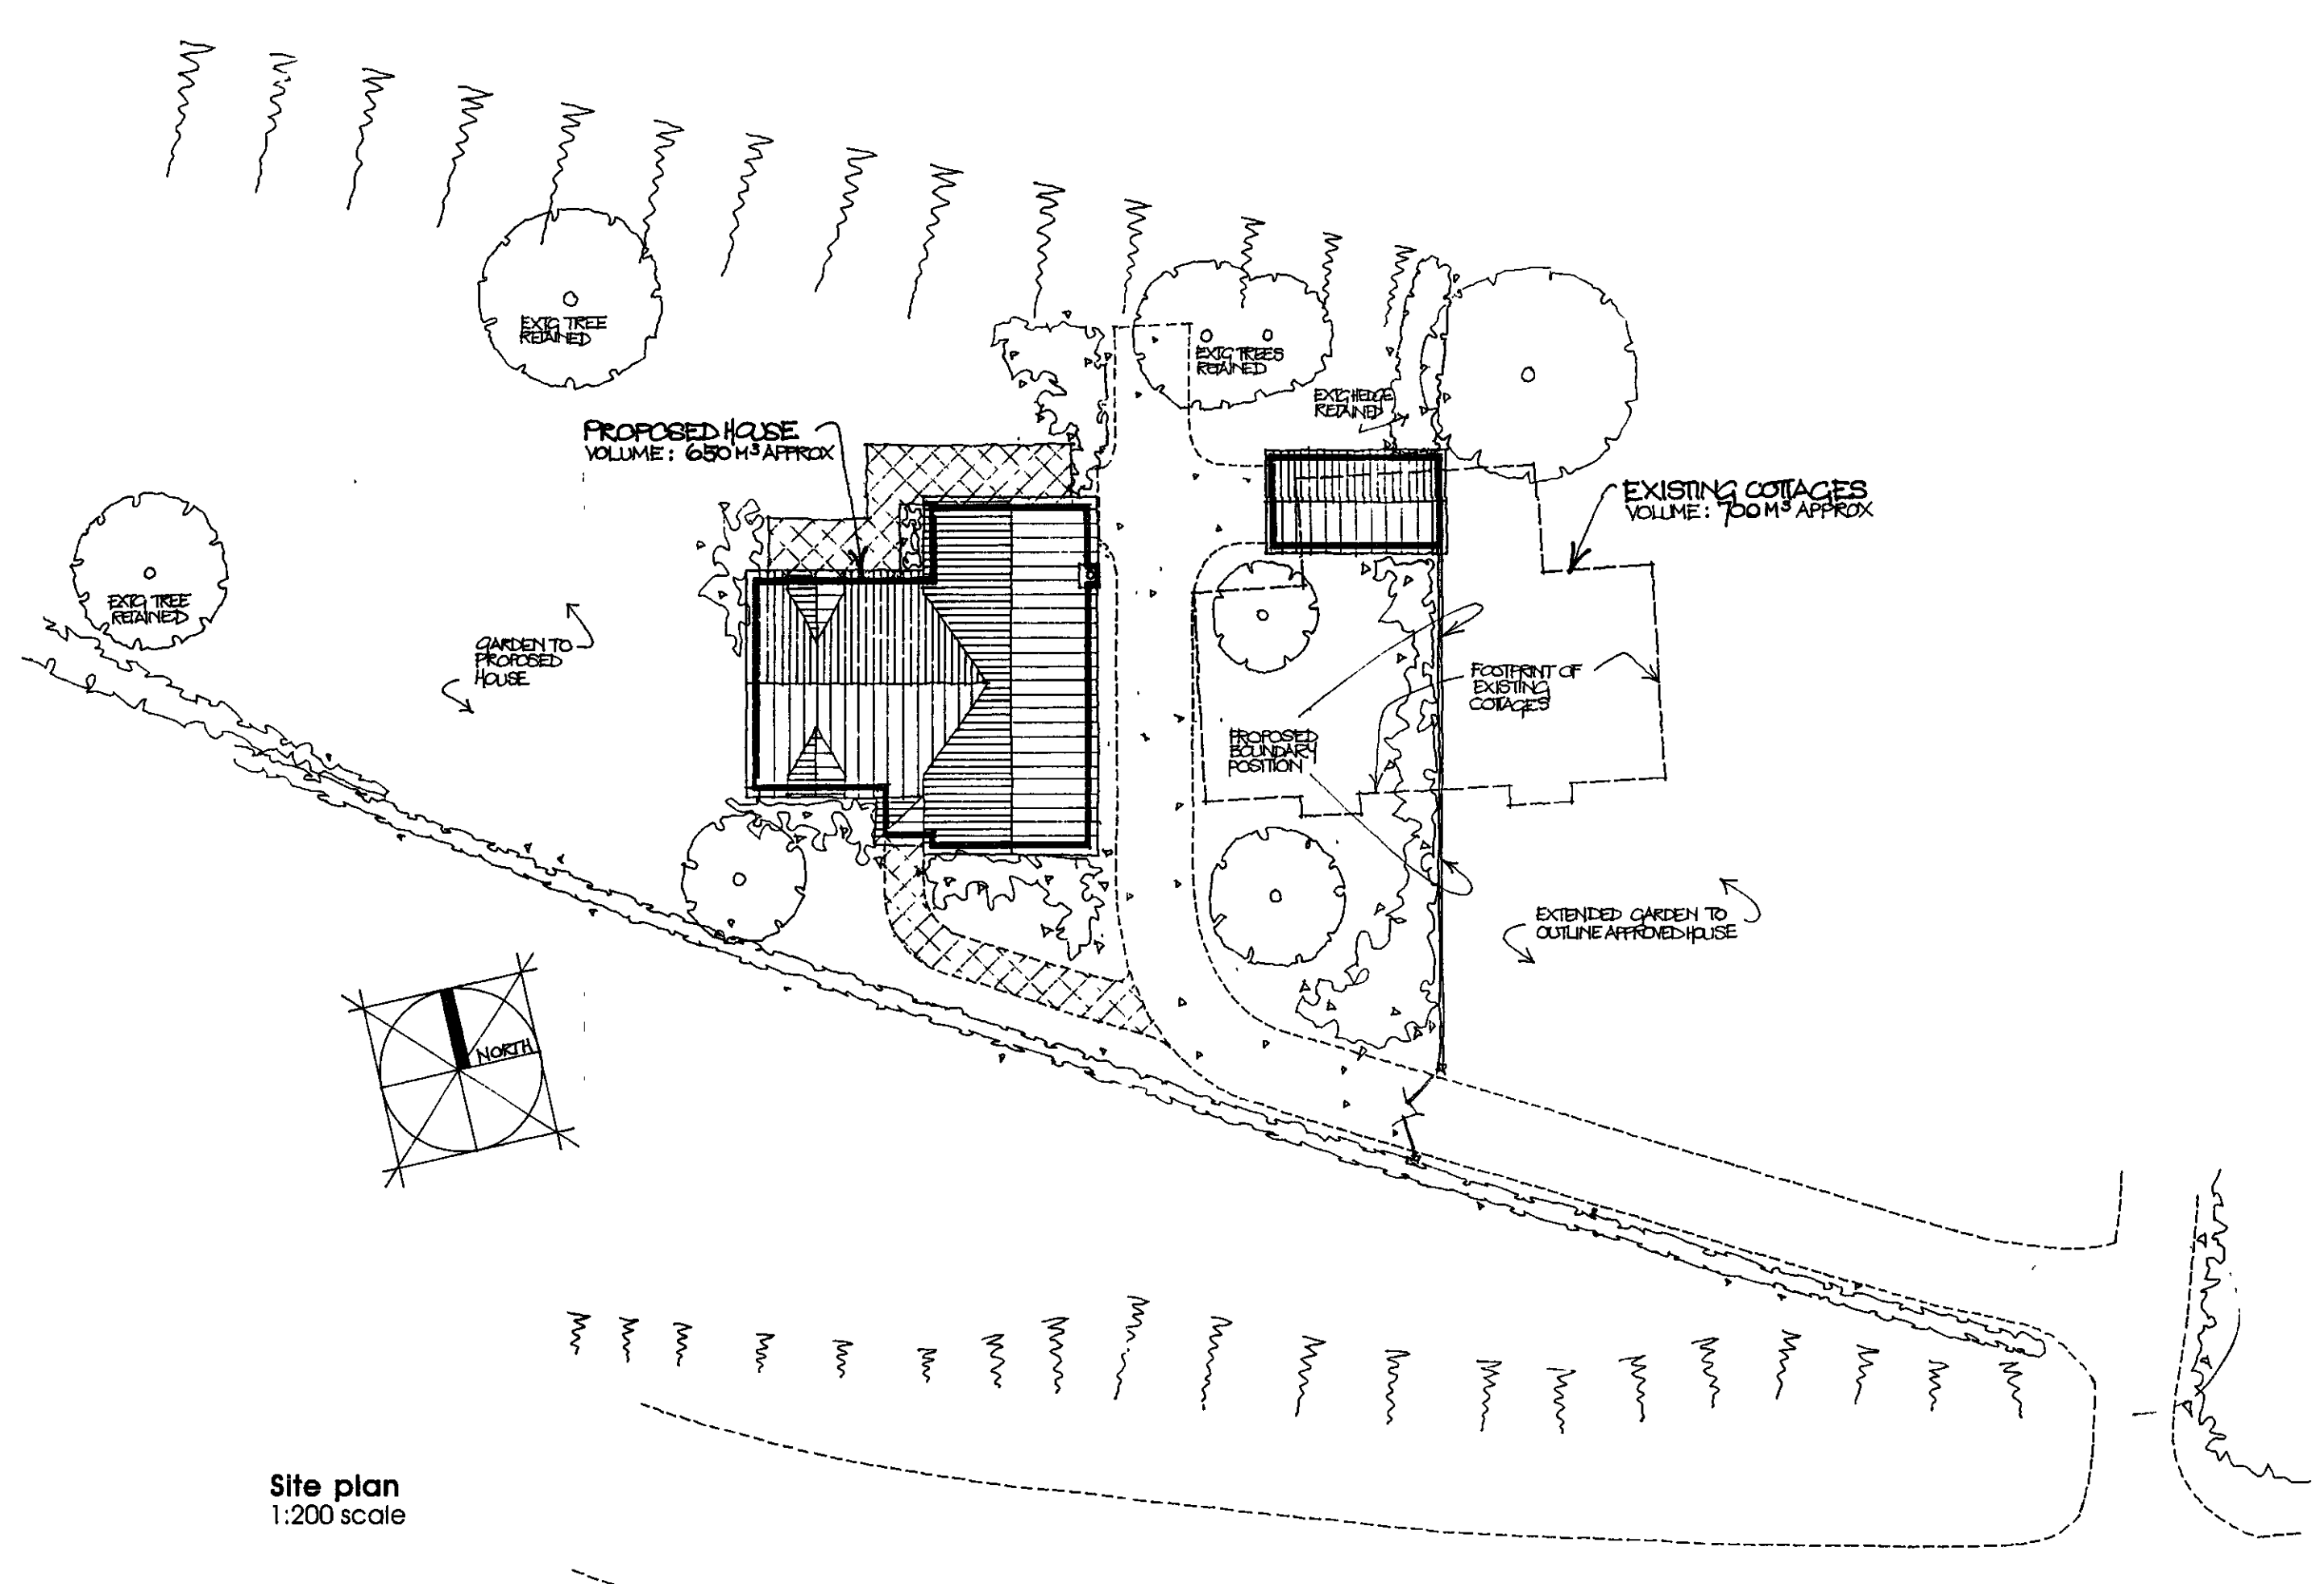 EXTG TREE
RETAINED
EXTG TREES
RETAINED
EXTG HEDGE
RETAINED
PROPOSED HOUSE
VOLUME: 650 M³ APPROX
EXISTING COTTAGES
VOLUME: 700 M³ APPROX
EXTG TREE
RETAINED
GARDEN TO
PROPOSED
HOUSE
FOOTPRINT OF
EXISTING
COTTAGES
PROPOSED
BOUNDARY
POSITION
EXTENDED GARDEN TO
OUTLINE APPROVED HOUSE
NORTH
Site plan
1:200 scale